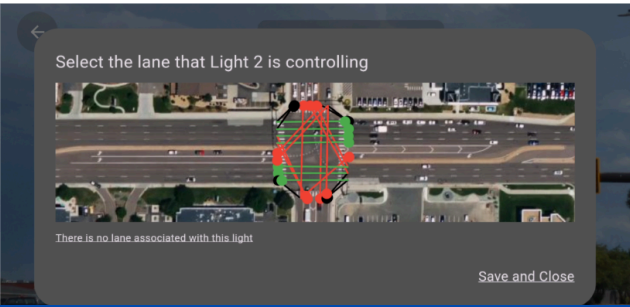 Select the lane that Light 2 is controlling
There is no lane associated with this light
Save and Close